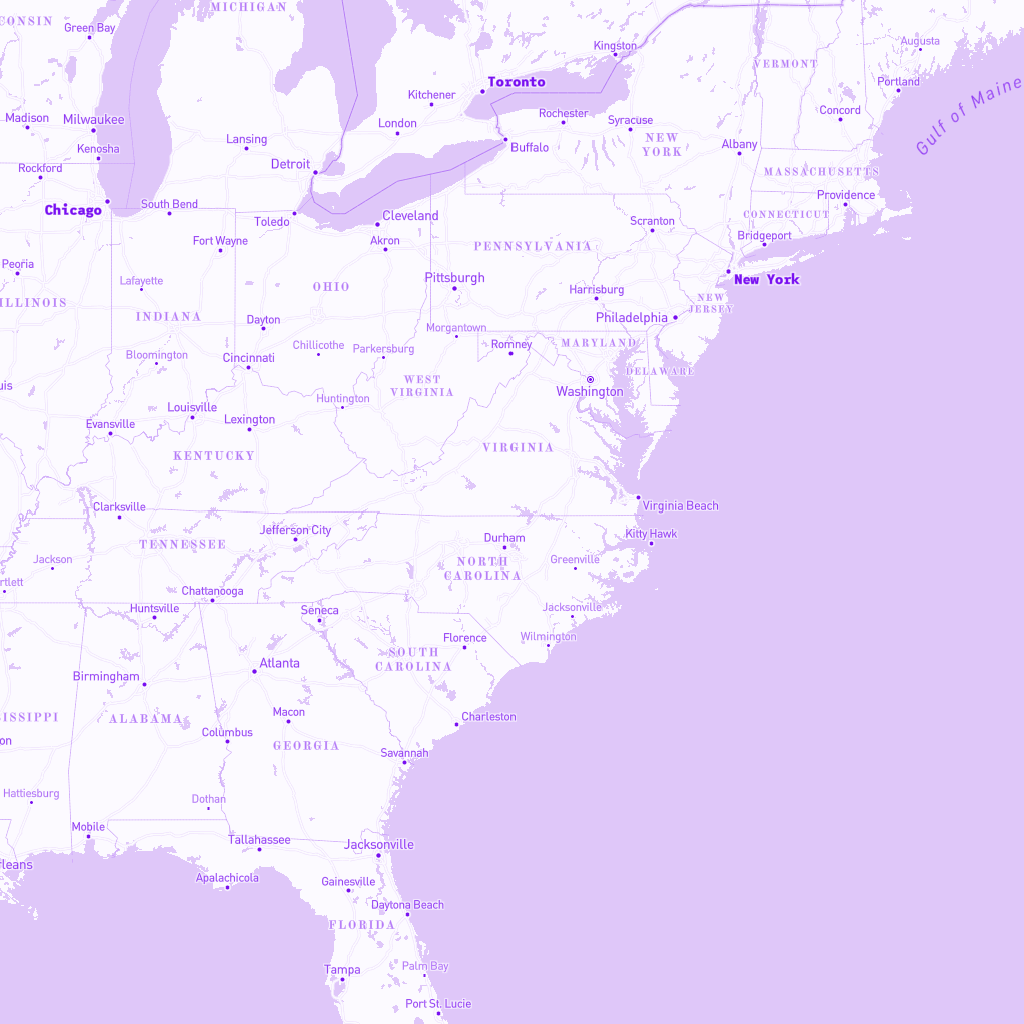 MICHIGAN
CONSIN
Green Bay
Kingston
Augusta
VERMONT
Toronto
Portland
Gulf of Maine
Kitchener
Rochester
Syracuse
Concord
Madison
Milwaukee
London
NEW
YORK
Lansing
Buffalo
Albany
Kenosha
Detroit
Rockford
MASSACHUSETTS
Providence
Chicago
South Bend
Toledo
Cleveland
CONNECTICUT
Scranton
Bridgeport
Fort Wayne
Akron
PENNSYLVANIA
Peoria
Lafayette
Pittsburgh
New York
OHIO
Harrisburg
ILLINOIS
NEW
JERSEY
INDIANA
Dayton
Philadelphia
Morgantown
Chillicothe
Parkersburg
Romney
MARYLAND
Bloomington
Cincinnati
DELAWARE
uis
WEST
VIRGINIA
Washington
Huntington
Louisville
Lexington
Evansville
VIRGINIA
KENTUCKY
Clarksville
Virginia Beach
Jefferson City
Kitty Hawk
TENNESSEE
Durham
Jackson
NORTH
CAROLINA
Greenville
rtlett
Chattanooga
Huntsville
Seneca
Jacksonville
Florence
Wilmington
SOUTH
CAROLINA
Atlanta
Birmingham
ISSIPPI
ALABAMA
Macon
Charleston
Columbus
on
GEORGIA
Savannah
Hattiesburg
Dothan
Mobile
Tallahassee
Jacksonville
rleans
Apalachicola
Gainesville
Daytona Beach
FLORIDA
Tampa
Palm Bay
Port St. Lucie